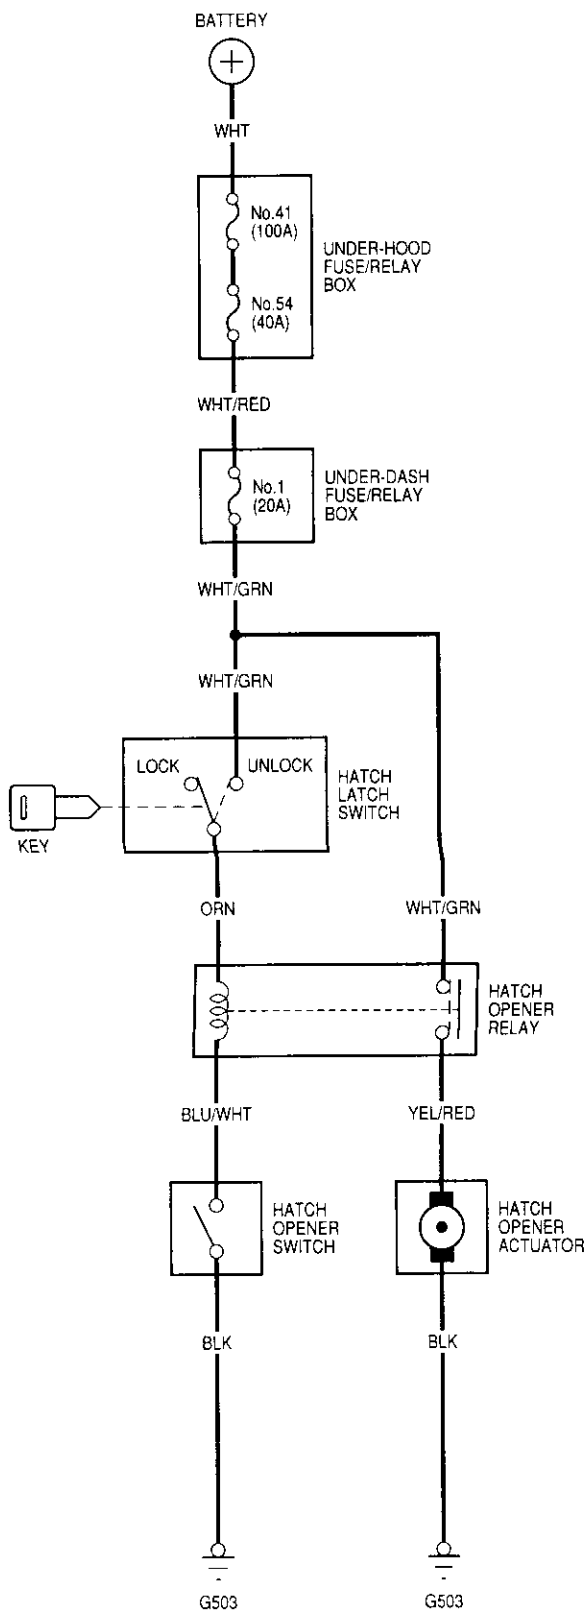 BATTERY
WHT
No.41
(100A)
UNDER-HOOD
FUSE/RELAY
BOX
No.54
(40A)
WHT/RED
No.1
(20A)
UNDER-DASH
FUSE/RELAY
BOX
WHT/GRN
WHT/GRN
LOCK
UNLOCK
HATCH
LATCH
SWITCH
KEY
ORN
WHT/GRN
HATCH
OPENER
RELAY
BLU/WHT
YEL/RED
HATCH
OPENER
SWITCH
HATCH
OPENER
ACTUATOR
BLK
BLK
G503
G503